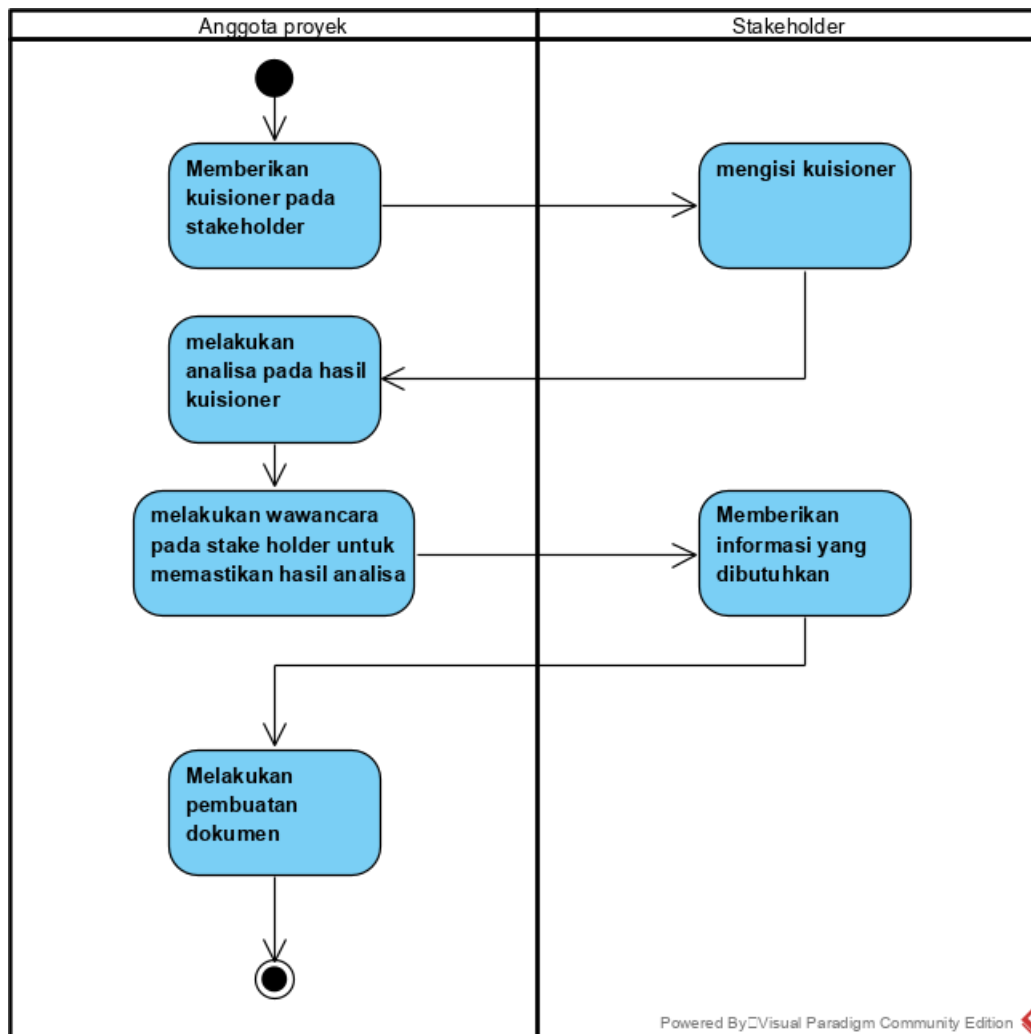 Anggota proyek
Stakeholder
Memberikan
kuisioner pada
stakeholder
mengisi kuisioner
melakukan
analisa pada hasil
kuisioner
melakukan wawancara
pada stake holder untuk
memastikan hasil analisa
Memberikan
informasi yang
dibutuhkan
Melakukan
pembuatan
dokumen
Powered By Visual Paradigm Community Edition